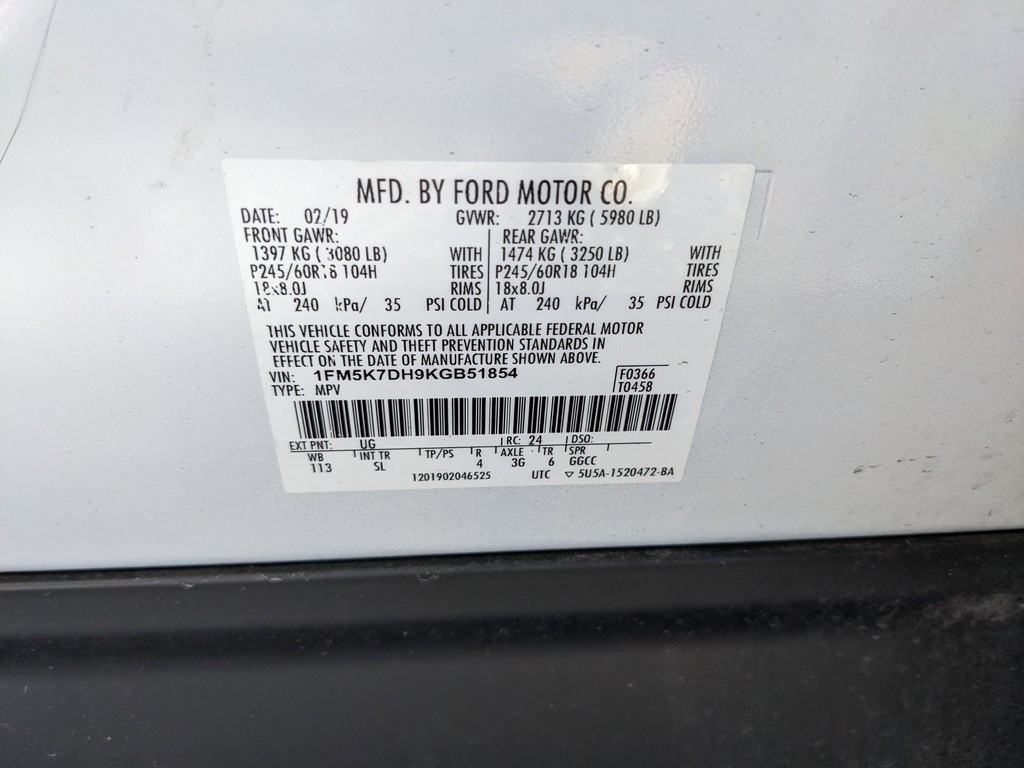 MFD. BY FORD MOTOR CO.
DATE: 02/19 GVWR: 2713 KG ( 5980 LB)
FRONT GAWR: REAR GAWR:
1397 KG ( 3080 LB) WITH 1474 KG ( 3250 LB) WITH
P245/60R18 104H TIRES P245/60R18 104H TIRES
18x8.0J RIMS 18x8.0J RIMS
AT 240 kPa/ 35 PSI COLD AT 240 kPa/ 35 PSI COLD
THIS VEHICLE CONFORMS TO ALL APPLICABLE FEDERAL MOTOR
VEHICLE SAFETY AND THEFT PREVENTION STANDARDS IN
EFFECT ON THE DATE OF MANUFACTURE SHOWN ABOVE.
VIN: 1FM5K7DH9KGB51854 F0366
TYPE: MPV T0458
EXT PNT: UG RC: 24 DSO:
WB INT TR TP/PS R AXLE TR SPR
113 SL 4 3G 6 GGCC
1201902046525 UTC ▽ 5U5A-1520472-BA